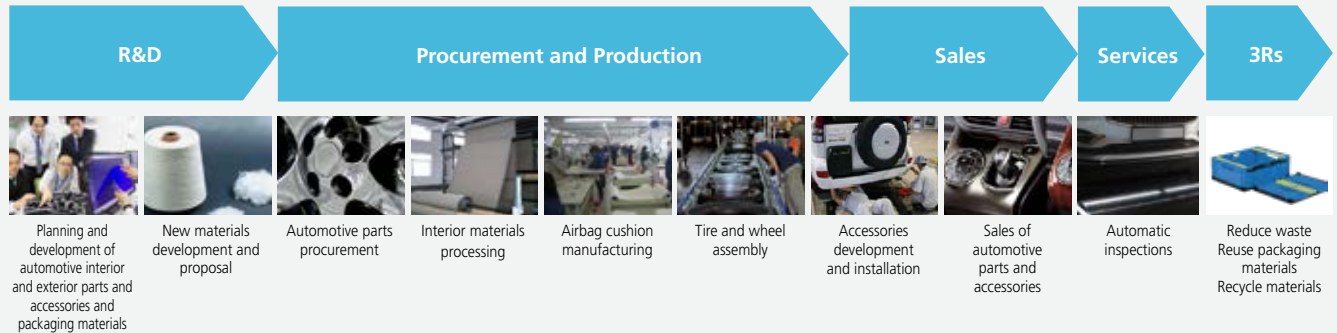 R&D
Procurement and Production
Sales
Services
3Rs
Planning and
development of
automotive interior
and exterior parts and
accessories and
packaging materials
New materials
development and
proposal
Automotive parts
procurement
Interior materials
processing
Airbag cushion
manufacturing
Tire and wheel
assembly
Accessories
development
and installation
Sales of
automotive
parts and
accessories
Automatic
inspections
Reduce waste
Reuse packaging
materials
Recycle materials